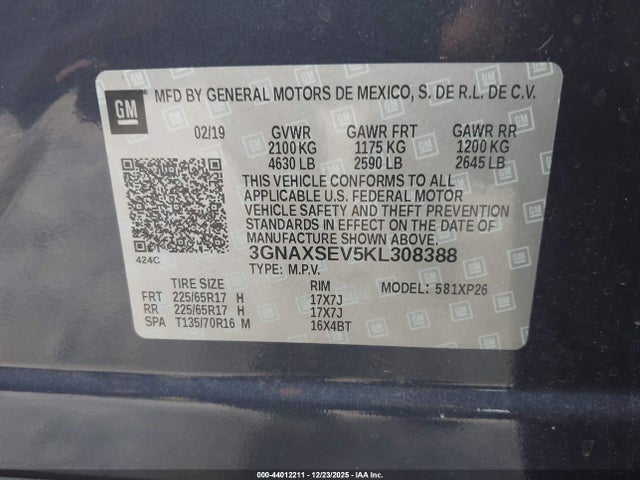 GM MFD BY GENERAL MOTORS DE MEXICO, S. DE R.L. DE C.V.
02/19 GVWR GAWR FRT GAWR RR
2100 KG 1175 KG 1200 KG
4630 LB 2590 LB 2645 LB
THIS VEHICLE CONFORMS TO ALL
APPLICABLE U.S. FEDERAL MOTOR
VEHICLE SAFETY AND THEFT PREVENTION
STANDARDS IN EFFECT ON THE DATE OF
MANUFACTURE SHOWN ABOVE.
424C
3GNAXSEV5KL308388
TYPE: M.P.V. MODEL: 581XP26
TIRE SIZE RIM
FRT 225/65R17 H 17X7J
RR 225/65R17 H 17X7J
SPA T135/70R16 M 16X4BT
000-44012211 - 12/23/2025 - IAAI, Inc.